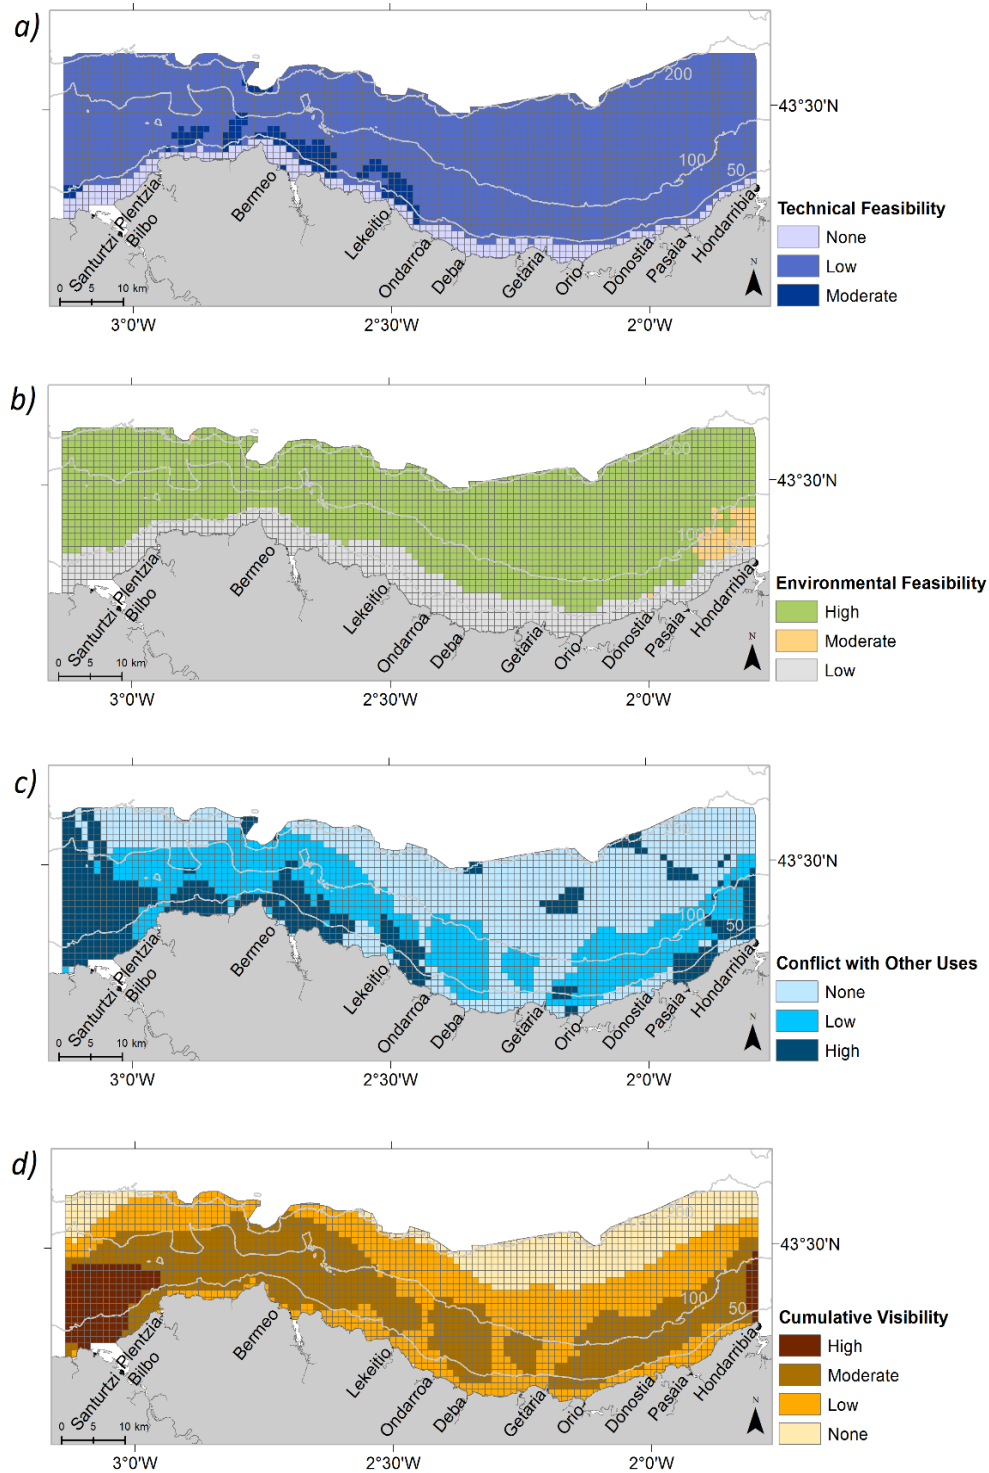 a)
200
43°30'N
100
50
Technical Feasibility
None
Low
Moderate
Santurtzi
Plentzia
Bilbo
Bermeo
Lekeitio
Ondarroa
Deba
Getaria
Orio
Donostia
Pasaia
Hondarribia
N
0 5 10 km
3°0'W 2°30'W 2°0'W
b)
200
43°30'N
100
Environmental Feasibility
High
Moderate
Low
Santurtzi
Plentzia
Bilbo
Bermeo
Lekeitio
Ondarroa
Deba
Getaria
Orio
Donostia
Pasaia
Hondarribia
N
0 5 10 km
3°0'W 2°30'W 2°0'W
c)
200
43°30'N
100
50
Conflict with Other Uses
None
Low
High
Santurtzi
Plentzia
Bilbo
Bermeo
Lekeitio
Ondarroa
Deba
Getaria
Orio
Donostia
Pasaia
Hondarribia
N
0 5 10 km
3°0'W 2°30'W 2°0'W
d)
200
43°30'N
100
50
Cumulative Visibility
High
Moderate
Low
None
Santurtzi
Plentzia
Bilbo
Bermeo
Lekeitio
Ondarroa
Deba
Getaria
Orio
Donostia
Pasaia
Hondarribia
N
0 5 10 km
3°0'W 2°30'W 2°0'W